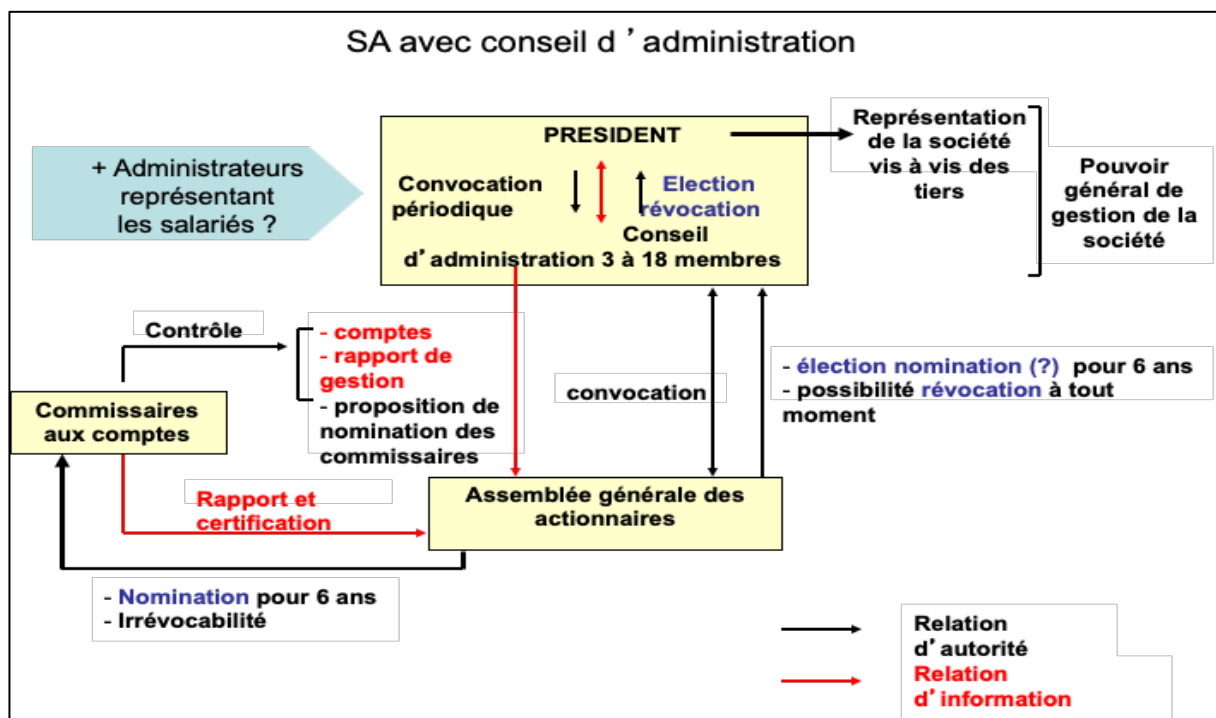 SA avec conseil d ’ administration
+ Administrateurs
représentant
les salariés ?
PRESIDENT
Convocation
périodique
Election
révocation
Conseil
d’administration 3 à 18 membres
Représentation
de la société
vis à vis des
tiers
Pouvoir
général de
gestion de la
société
Contrôle
- comptes
- rapport de
gestion
- proposition de
nomination des
commissaires
convocation
- élection nomination (?) pour 6 ans
- possibilité révocation à tout
moment
Commissaires
aux comptes
Rapport et
certification
Assemblée générale des
actionnaires
- Nomination pour 6 ans
- Irrévocabilité
Relation
d’autorité
Relation
d’information